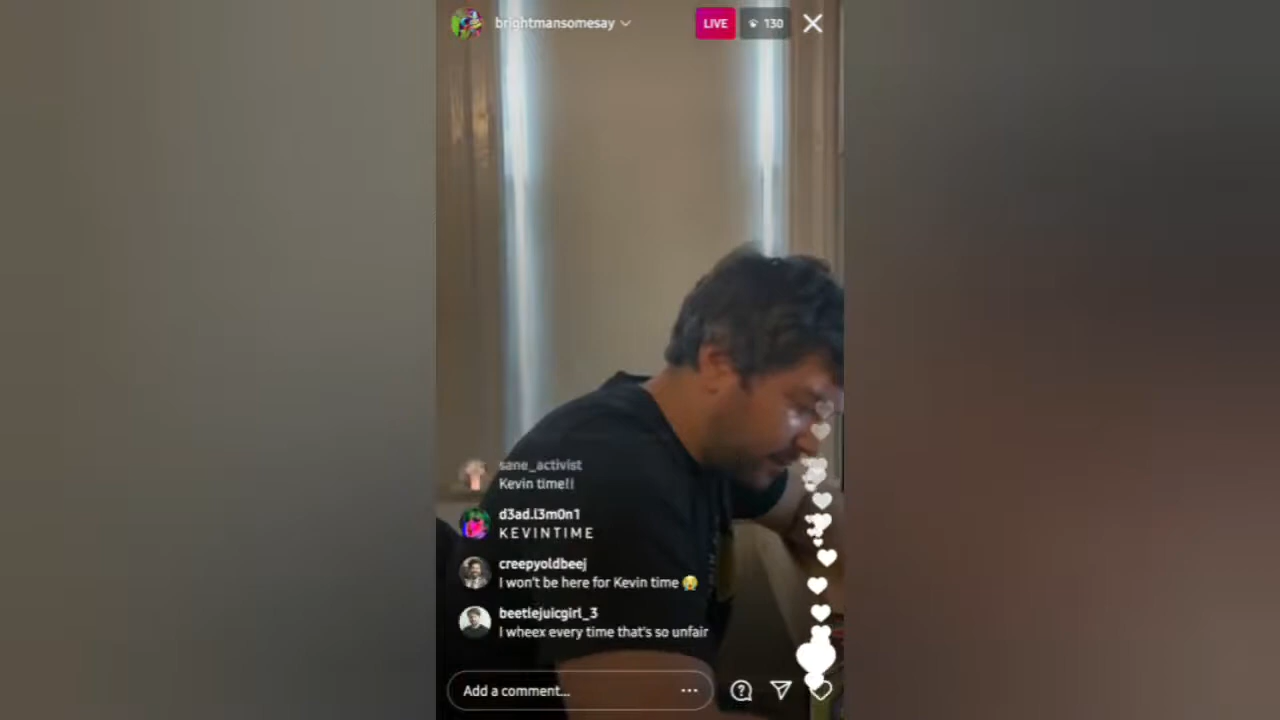 brightmansomesay
LIVE
130
sane_activist
Kevin time!!
d3ad.l3m0n1
K E V I N T I M E
creepyoldbeej
I won't be here for Kevin time 😭
beetlejuicgirl_3
I wheex every time that's so unfair
Add a comment...